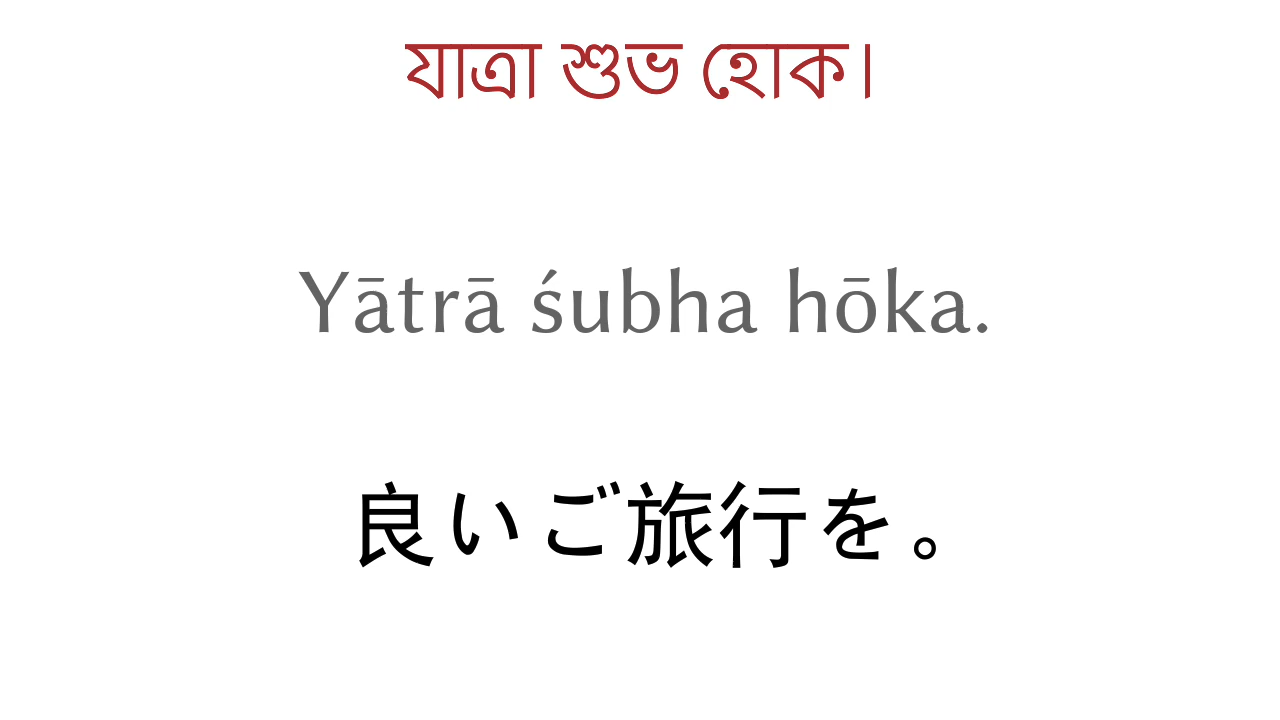 যাত্রা শুভ হোক।
Yātrā śubha hōka.
良いご旅行を。